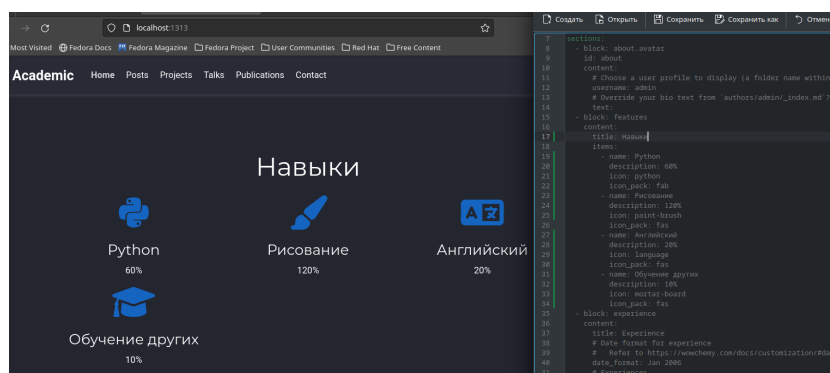 localhost:1313
Most Visited Fedora Docs Fedora Magazine Fedora Project User Communities Red Hat Free Content
Academic Home Posts Projects Talks Publications Contact
Навыки
Python Рисование Английский
60% 120% 20%
Обучение других
10%
Создать Открыть Сохранить Сохранить как Отмен
7 sections:
8 - block: about.avatar
9 id: about
10 content:
11 # Choose a user profile to display (a folder name within
12 username: admin
13 # Override your bio text from `authors/admin/_index.md`?
14 text:
15 - block: features
16 content:
17 title: Навыки
18 items:
19 - name: Python
20 description: 60%
21 icon: python
22 icon_pack: fab
23 - name: Рисование
24 description: 120%
25 icon: paint-brush
26 icon_pack: fas
27 - name: Английский
28 description: 20%
29 icon: language
30 icon_pack: fas
31 - name: Обучение других
32 description: 10%
33 icon: mortar-board
34 icon_pack: fas
35 - block: experience
36 content:
37 title: Experience
38 # Date format for experience
39 # Refer to https://wowchemy.com/docs/customization/#da
40 date_format: Jan 2006
41 # Experiences